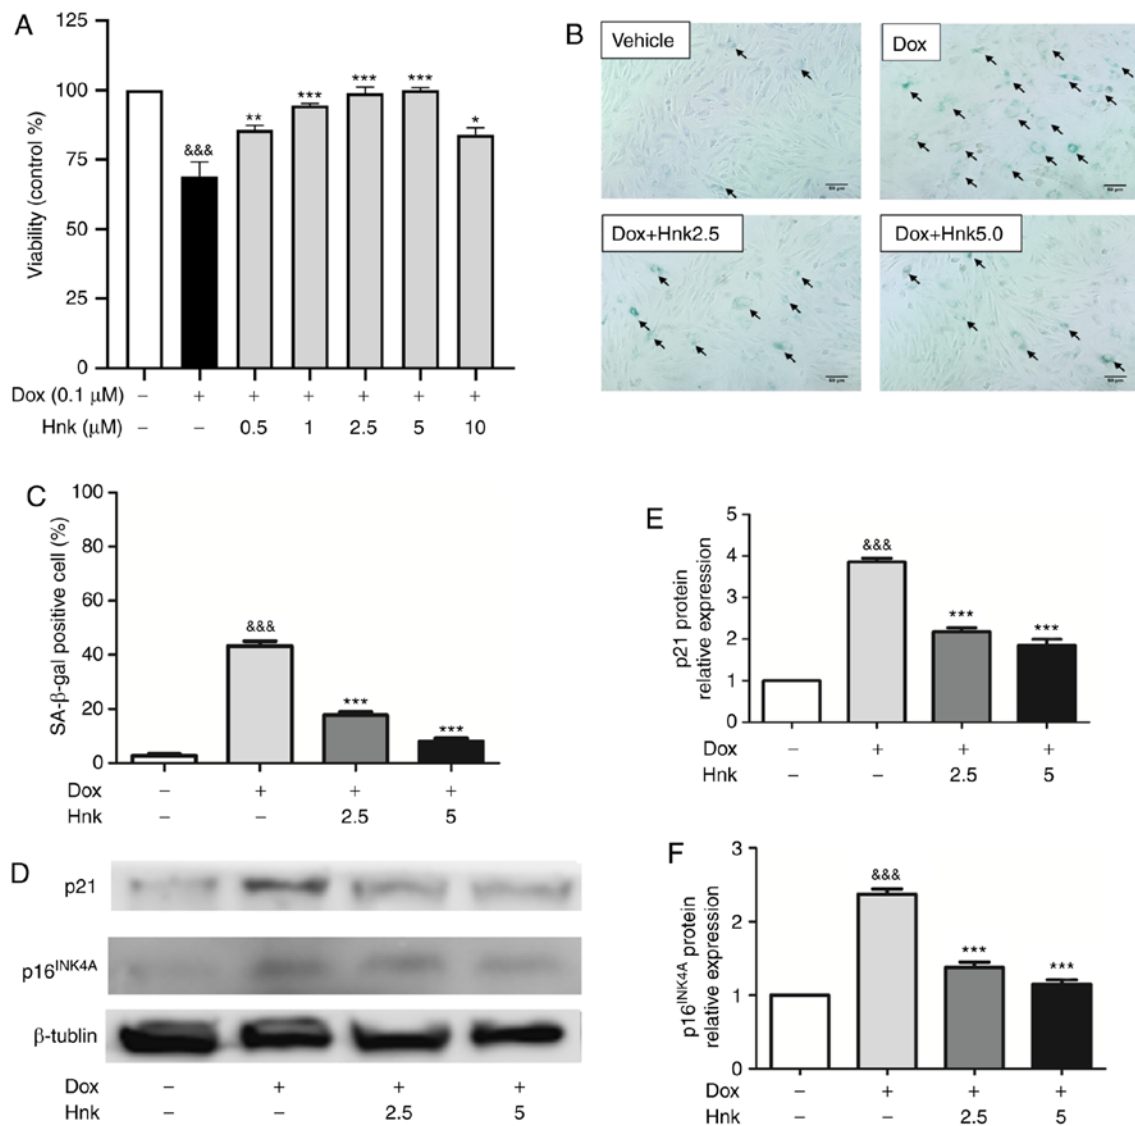 A
125
100
75
50
25
0
Viability (control %)
&&&
**
***
***
***
*
Dox (0.1 µM) – + + + + + +
Hnk (µM) – – 0.5 1 2.5 5 10
B
Vehicle
Dox
Dox+Hnk2.5
Dox+Hnk5.0
C
100
80
60
40
20
0
SA-β-gal positive cell (%)
&&&
***
***
Dox – + + +
Hnk – – 2.5 5
D
p21
p16INK4A
β-tublin
Dox – + + +
Hnk – – 2.5 5
E
5
4
3
2
1
0
p21 protein
relative expression
&&&
***
***
Dox – + + +
Hnk – – 2.5 5
F
3
2
1
0
p16INK4A protein
relative expression
&&&
***
***
Dox – + + +
Hnk – – 2.5 5